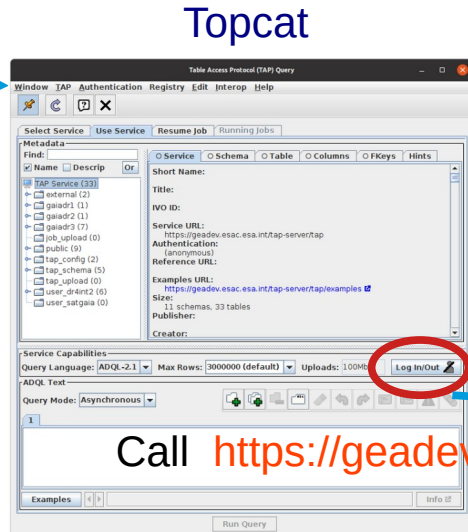 Topcat
Table Access Protocol (TAP) Query
Window TAP Authentication Registry Edit Interop Help
Select Service Use Service Resume Job Running Jobs
Metadata
Find:
Name Descrip Or
TAP Service (33)
external (2)
gaiadr1 (1)
gaiadr2 (1)
gaiadr3 (7)
job_upload (0)
public (9)
tap_config (2)
tap_schema (5)
tap_upload (0)
user_dr4int2 (6)
user_satgaia (0)
Service Schema Table Columns FKeys Hints
Short Name:
Title:
IVO ID:
Service URL:
https://geadev.esac.esa.int/tap-server/tap
Authentication:
(anonymous)
Reference URL:
Examples URL:
https://geadev.esac.esa.int/tap-server/tap/examples
Size:
11 schemas, 33 tables
Publisher:
Creator:
Service Capabilities
Query Language: ADQL-2.1 Max Rows: 3000000 (default) Uploads: 100Mb Log In/Out
ADQL Text
Query Mode: Asynchronous
1
Call https://geadev
Examples Info
Run Query